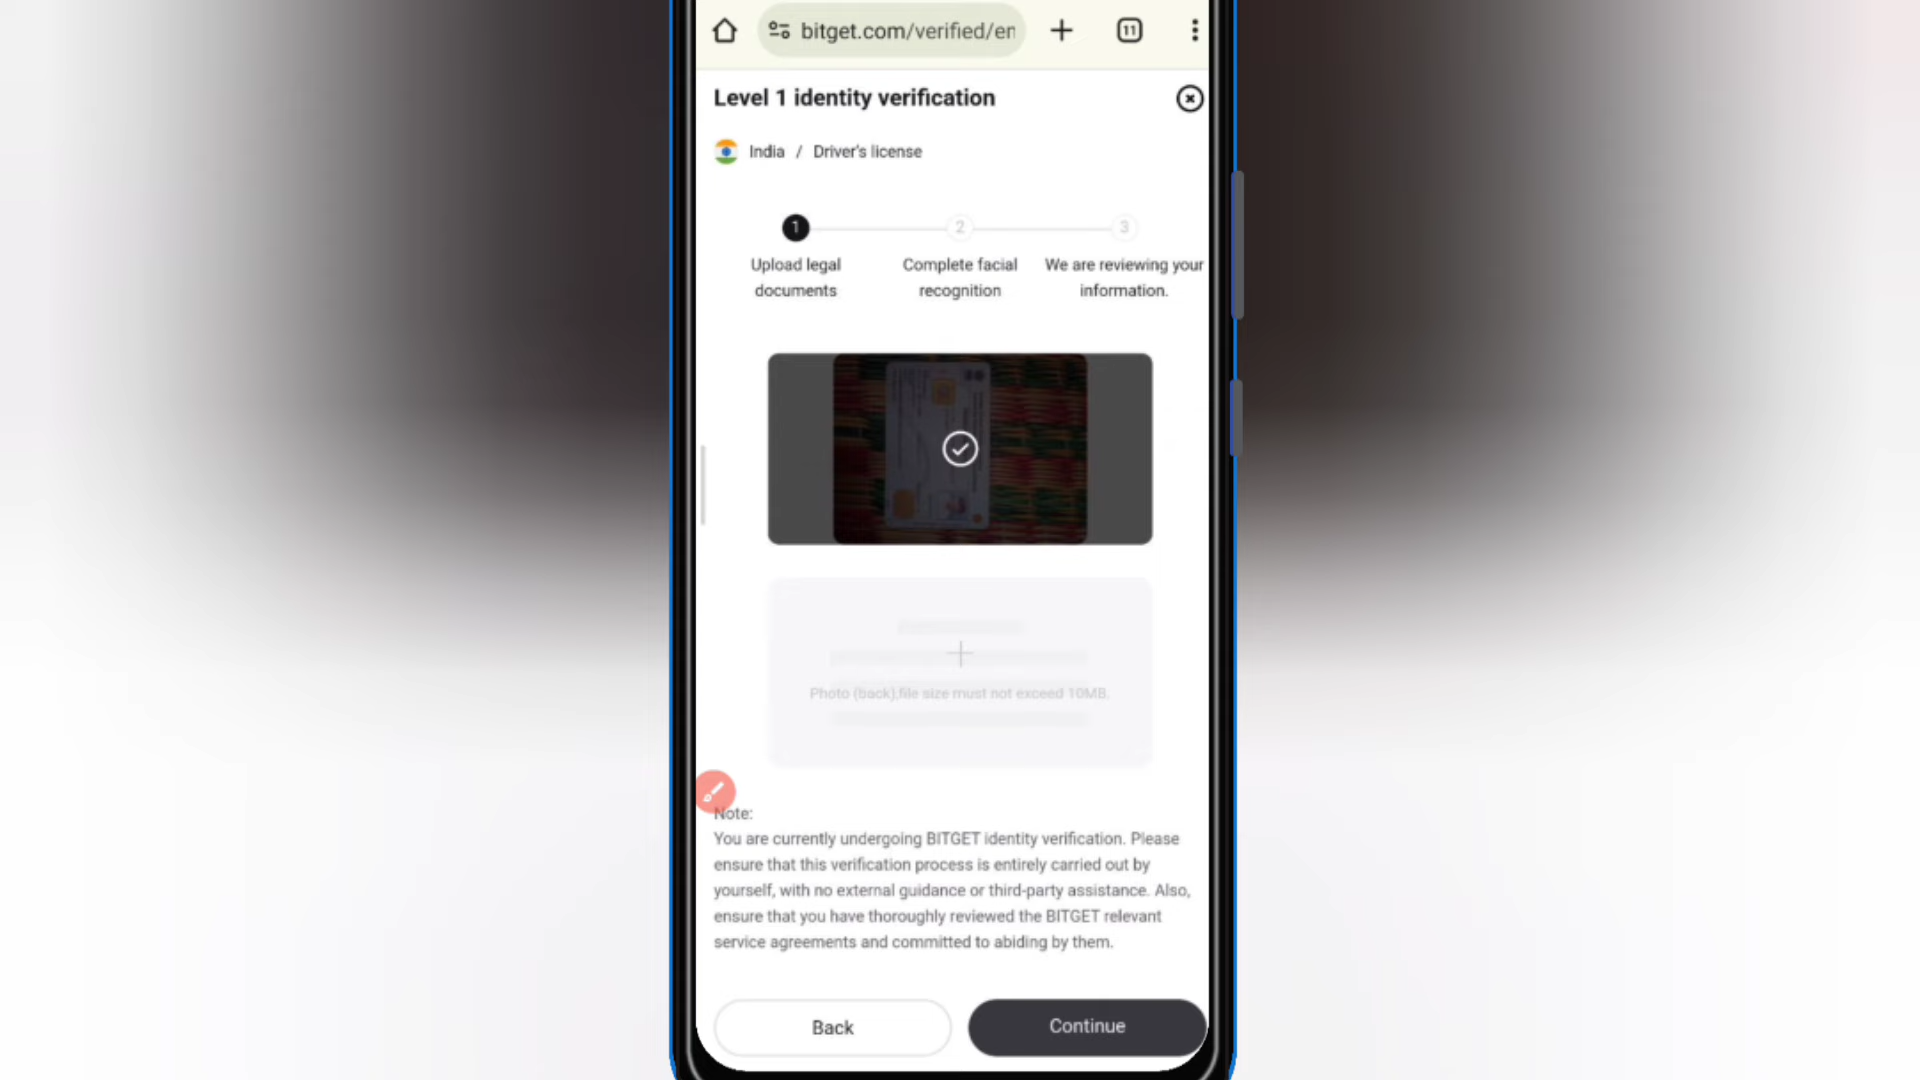 bitget.com/verified/en
11
Level 1 identity verification
India / Driver's license
1
2
3
Upload legal
documents
Complete facial
recognition
We are reviewing your
information.
Photo (back),file size must not exceed 10MB.
Note:
You are currently undergoing BITGET identity verification. Please
ensure that this verification process is entirely carried out by
yourself, with no external guidance or third-party assistance. Also,
ensure that you have thoroughly reviewed the BITGET relevant
service agreements and committed to abiding by them.
Back
Continue